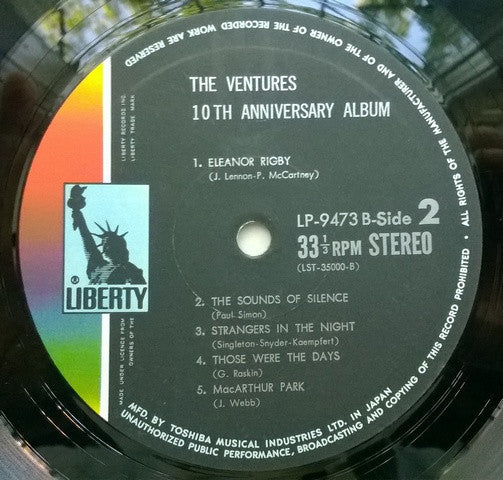 THE VENTURES
10TH ANNIVERSARY ALBUM
1. ELEANOR RIGBY
(J. Lennon-P. McCartney)
LP-9473 B-Side 2
33 1/3 RPM STEREO
(LST-35000-B)
2. THE SOUNDS OF SILENCE
(Paul Simon)
3. STRANGERS IN THE NIGHT
(Singleton-Snyder-Kaempfert)
4. THOSE WERE THE DAYS
(G. Raskin)
5. MacARTHUR PARK
(J. Webb)
®
LIBERTY
LIBERTY RECORDS INC.
LIBERTY TRADE MARK
MADE UNDER LICENCE FROM
OWNERS OF THE
MFD. BY TOSHIBA MUSICAL INDUSTRIES LTD. IN JAPAN
• ALL RIGHTS OF THE MANUFACTURER AND OF THE OWNER OF THE RECORDED WORK ARE RESERVED
UNAUTHORIZED PUBLIC PERFORMANCE, BROADCASTING AND COPYING OF THIS RECORD PROHIBITED